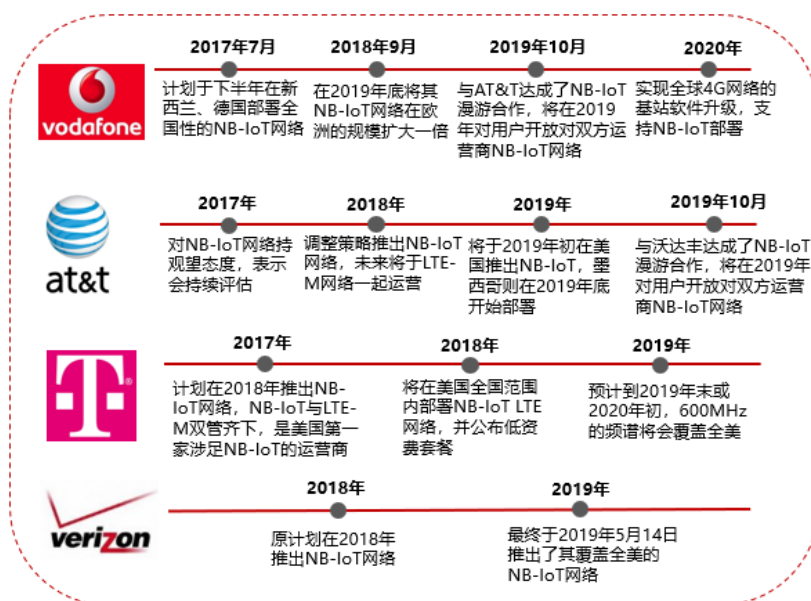 2017年7月
2018年9月
2019年10月
2020年
vodafone
计划于下半年在新
西兰、德国部署全
国性的NB-IoT网络
在2019年底将其
NB-IoT网络在欧
洲的规模扩大一倍
与AT&T达成了NB-IoT
漫游合作，将在2019
年对用户开放对双方运
营商NB-IoT网络
实现全球4G网络的
基站软件升级，支
持NB-IoT部署
2017年
2018年
2019年
2019年10月
at&t
对NB-IoT网络持
观望态度，表示
会持续评估
调整策略推出NB-IoT
网络，未来将于LTE-
M网络一起运营
将于2019年初在美
国推出NB-IoT，墨
西哥则在2019年底
开始部署
与沃达丰达成了NB-IoT
漫游合作，将在2019年
对用户开放对双方运营
商NB-IoT网络
2017年
2018年
2019年
T
计划在2018年推出NB-
IoT网络，NB-IoT与LTE-
M双管齐下，是美国第一
家涉足NB-IoT的运营商
将在美国全国范围
内部署NB-IoT LTE
网络，并公布低资
费套餐
预计到2019年末或
2020年初，600MHz
的频谱将会覆盖全美
2018年
2019年
verizon
原计划在2018年
推出NB-IoT网络
最终于2019年5月14日
推出了其覆盖全美的
NB-IoT网络